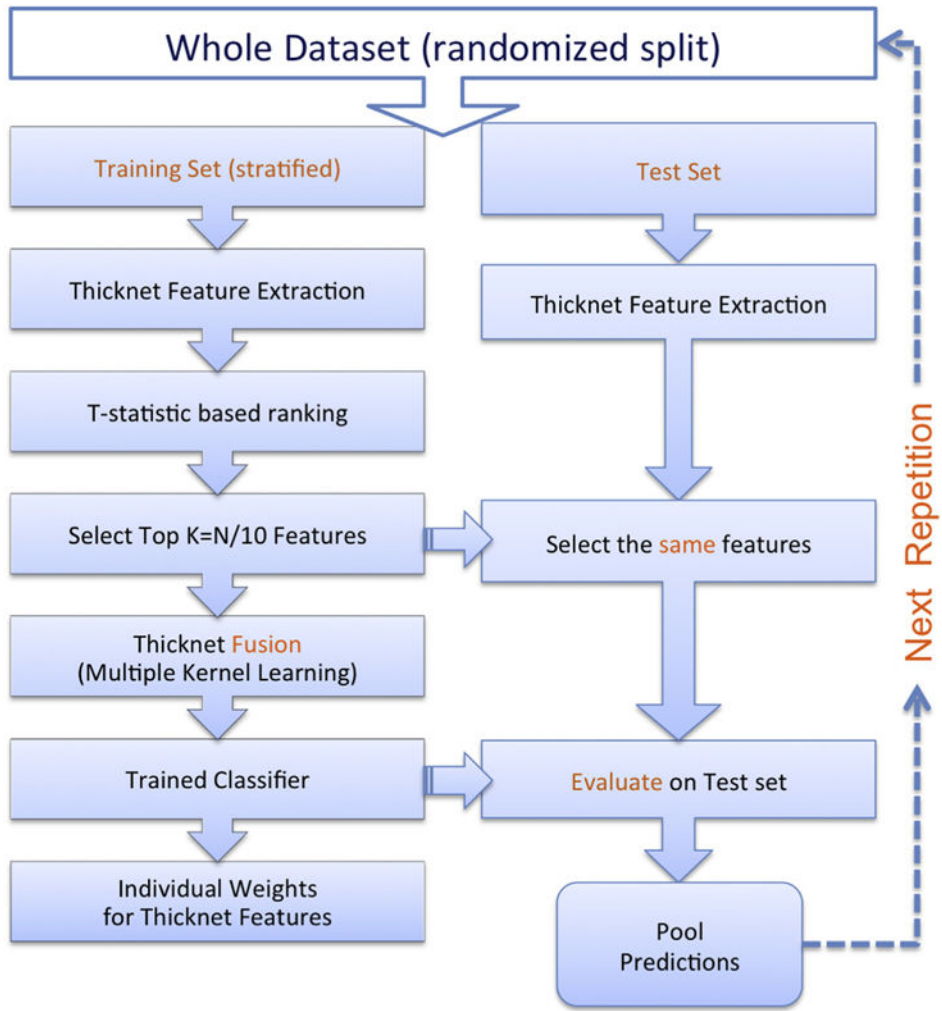 Whole Dataset (randomized split)
Training Set (stratified)
Thicknet Feature Extraction
T-statistic based ranking
Select Top K=N/10 Features
Thicknet Fusion
(Multiple Kernel Learning)
Trained Classifier
Individual Weights
for Thicknet Features
Test Set
Thicknet Feature Extraction
Select the same features
Evaluate on Test set
Pool
Predictions
Next Repetition